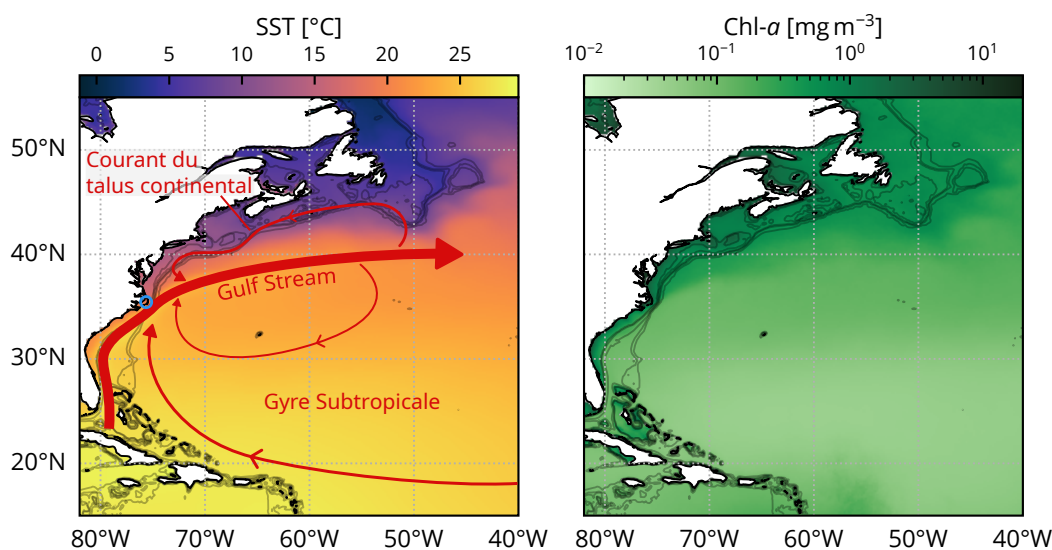 SST [°C]
0 5 10 15 20 25
50°N
40°N
30°N
20°N
80°W 70°W 60°W 50°W 40°W
Courant du
talus continental
Gulf Stream
Gyre Subtropicale
Chl-a [mg m⁻³]
10⁻² 10⁻¹ 10⁰ 10¹
80°W 70°W 60°W 50°W 40°W